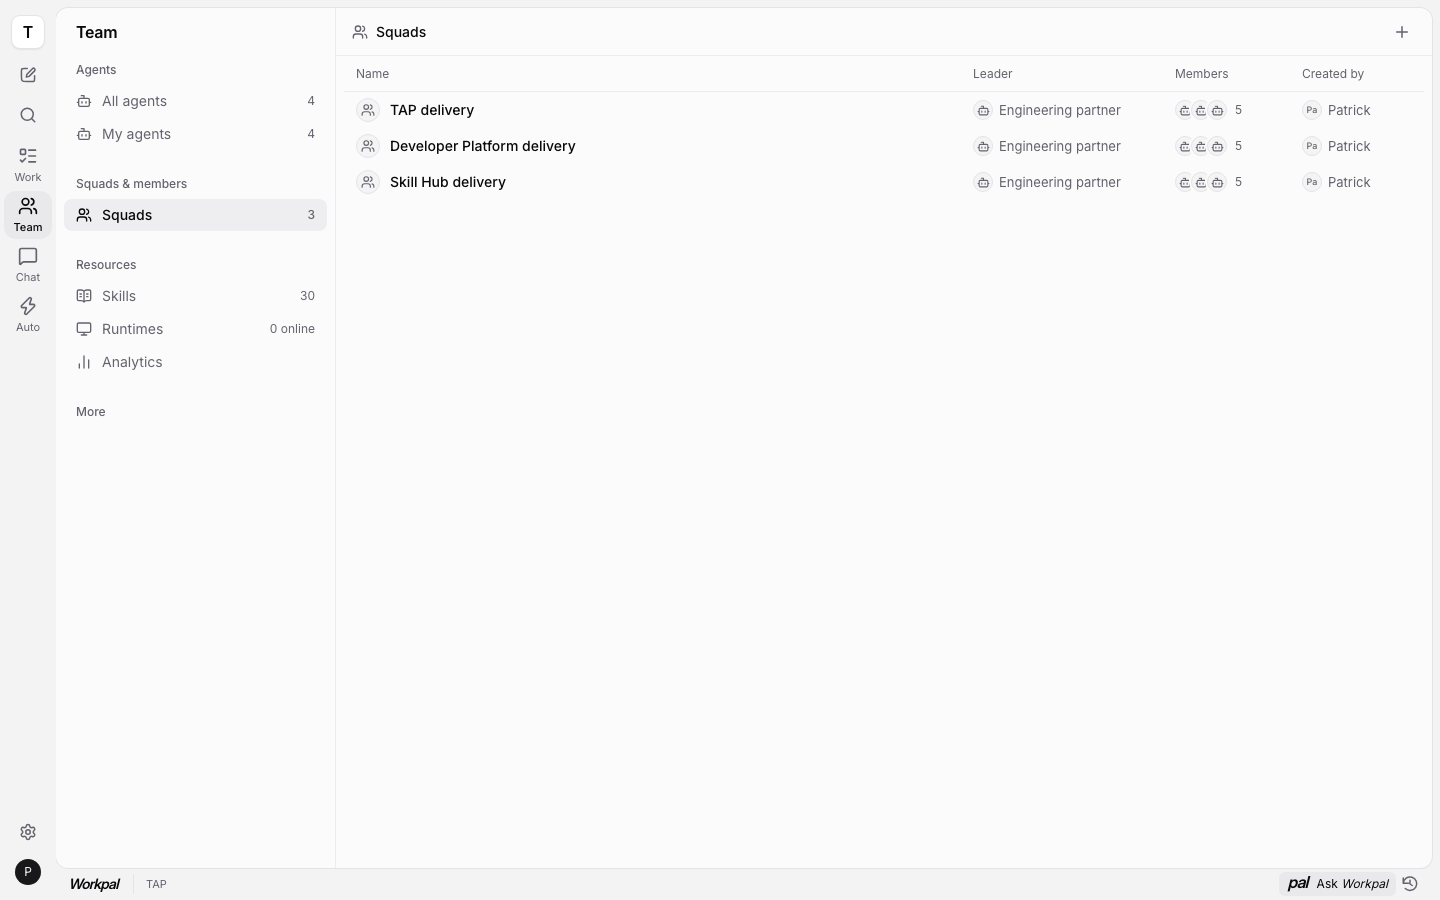 T
Work
Team
Chat
Auto
P
Team
Agents
All agents 4
My agents 4
Squads & members
Squads 3
Resources
Skills 30
Runtimes 0 online
Analytics
More
Squads
Name Leader Members Created by
TAP delivery Engineering partner 5 Pa Patrick
Developer Platform delivery Engineering partner 5 Pa Patrick
Skill Hub delivery Engineering partner 5 Pa Patrick
Workpal TAP
pal Ask Workpal